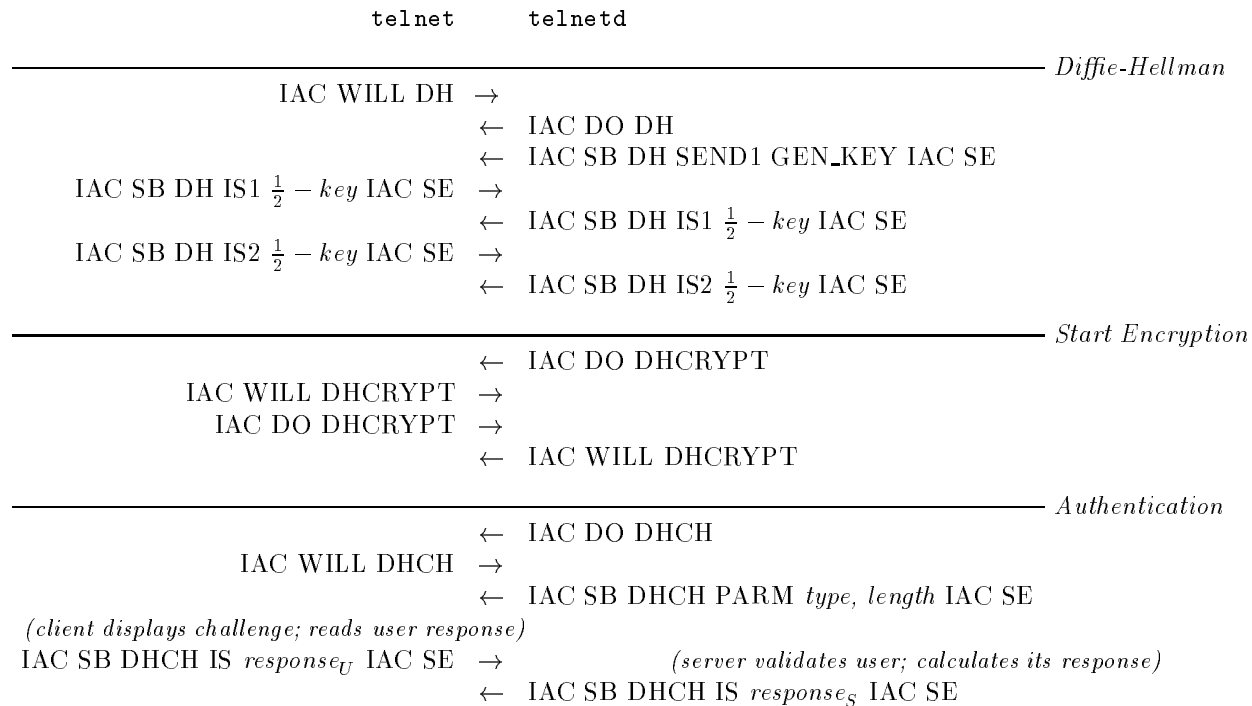 telnet telnetd
Diffie-Hellman
IAC WILL DH →
← IAC DO DH
← IAC SB DH SEND1 GEN_KEY IAC SE
IAC SB DH IS1 ½ − key IAC SE →
← IAC SB DH IS1 ½ − key IAC SE
IAC SB DH IS2 ½ − key IAC SE →
← IAC SB DH IS2 ½ − key IAC SE
Start Encryption
← IAC DO DHCRYPT
IAC WILL DHCRYPT →
IAC DO DHCRYPT →
← IAC WILL DHCRYPT
Authentication
← IAC DO DHCH
IAC WILL DHCH →
← IAC SB DHCH PARM type, length IAC SE
(client displays challenge; reads user response)
IAC SB DHCH IS response_U IAC SE → (server validates user; calculates its response)
← IAC SB DHCH IS response_S IAC SE